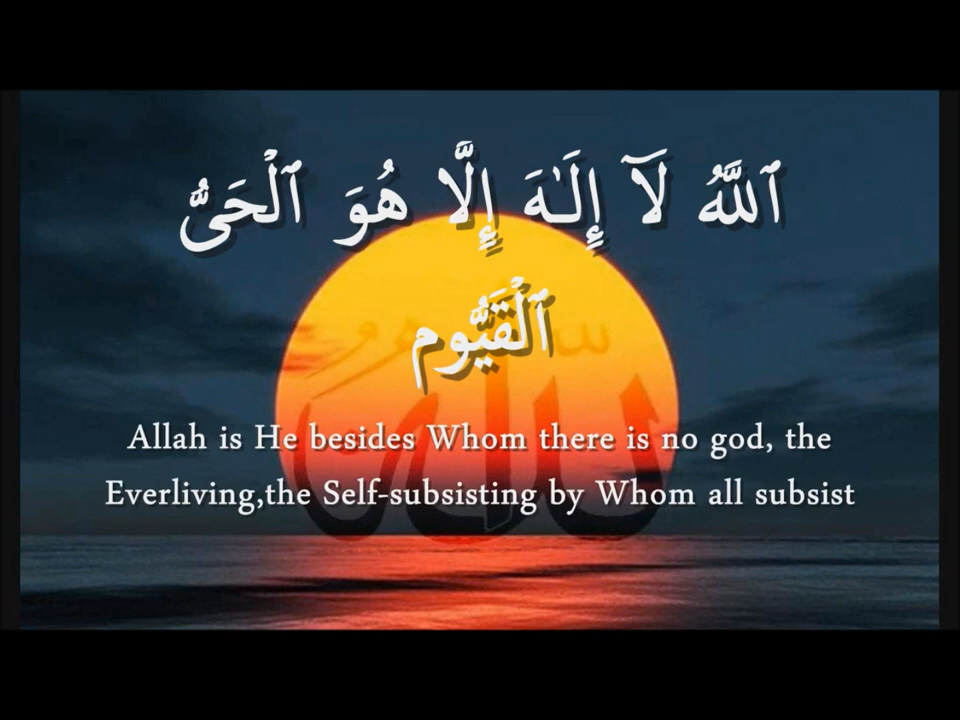 ٱللَّهُ لَآ إِلَـٰهَ إِلَّا هُوَ ٱلْحَىُّ
ٱلْقَيُّوم
Allah is He besides Whom there is no god, the
Everliving,the Self-subsisting by Whom all subsist